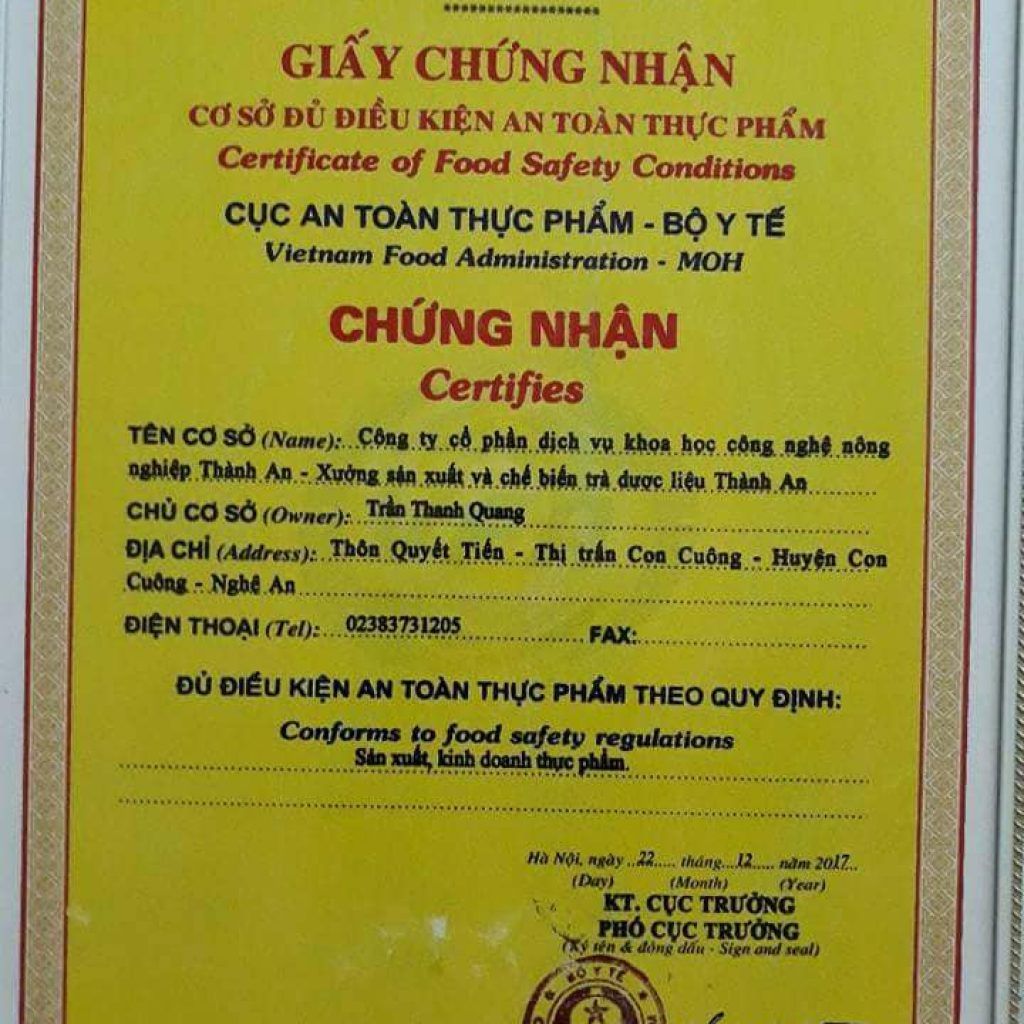 ********************
GIẤY CHỨNG NHẬN
CƠ SỞ ĐỦ ĐIỀU KIỆN AN TOÀN THỰC PHẨM
Certificate of Food Safety Conditions
CỤC AN TOÀN THỰC PHẨM - BỘ Y TẾ
Vietnam Food Administration - MOH
CHỨNG NHẬN
Certifies
TÊN CƠ SỞ (Name): Công ty cổ phần dịch vụ khoa học công nghệ nông
nghiệp Thành An - Xưởng sản xuất và chế biến trà dược liệu Thành An
CHỦ CƠ SỞ (Owner): Trần Thanh Quang
ĐỊA CHỈ (Address): Thôn Quyết Tiến - Thị trấn Con Cuông - Huyện Con
Cuông - Nghệ An
ĐIỆN THOẠI (Tel): 02383731205 FAX:
ĐỦ ĐIỀU KIỆN AN TOÀN THỰC PHẨM THEO QUY ĐỊNH:
Conforms to food safety regulations
Sản xuất, kinh doanh thực phẩm.
Hà Nội, ngày 22 tháng 12 năm 2017
(Day) (Month) (Year)
KT. CỤC TRƯỞNG
PHÓ CỤC TRƯỞNG
(Ký tên & đóng dấu - Sign and seal)
BỘ Y TẾ